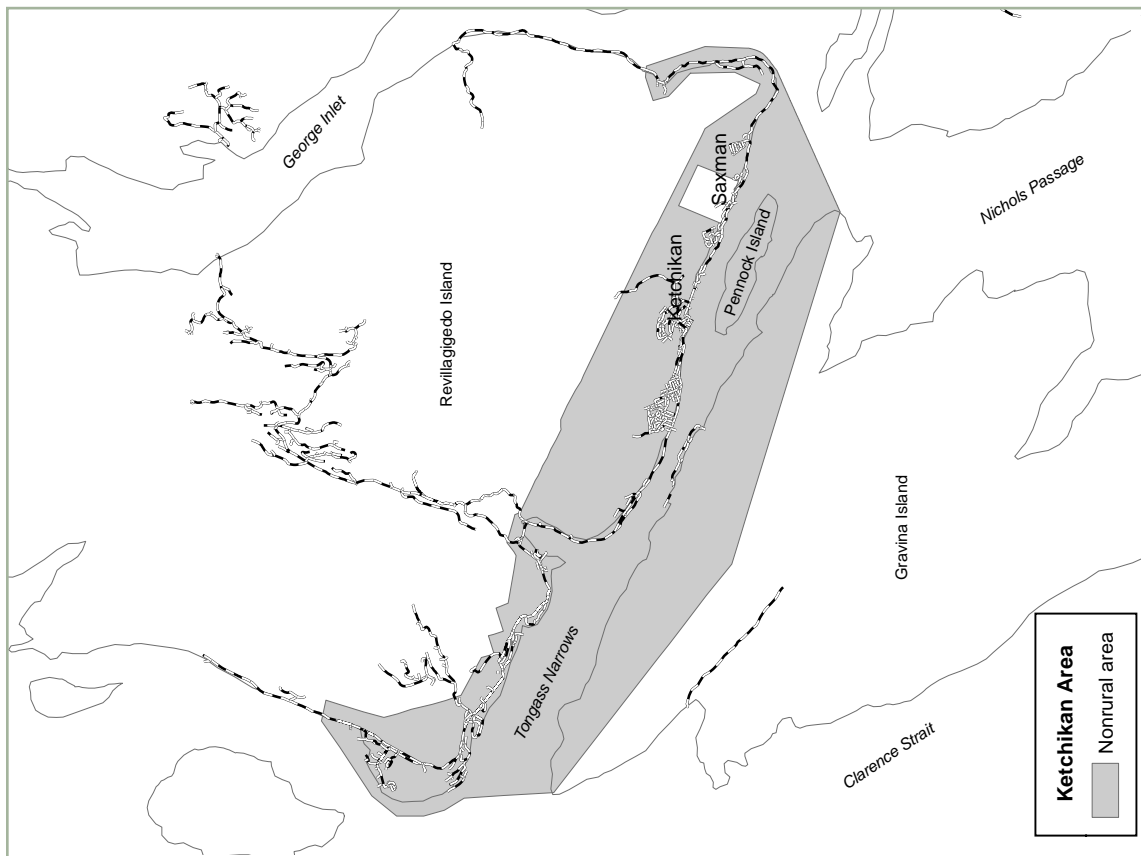 George Inlet
Revillagigedo Island
Saxman
Ketchikan
Pennock Island
Nichols Passage
Tongass Narrows
Gravina Island
Clarence Strait
Ketchikan Area
Nonrural area